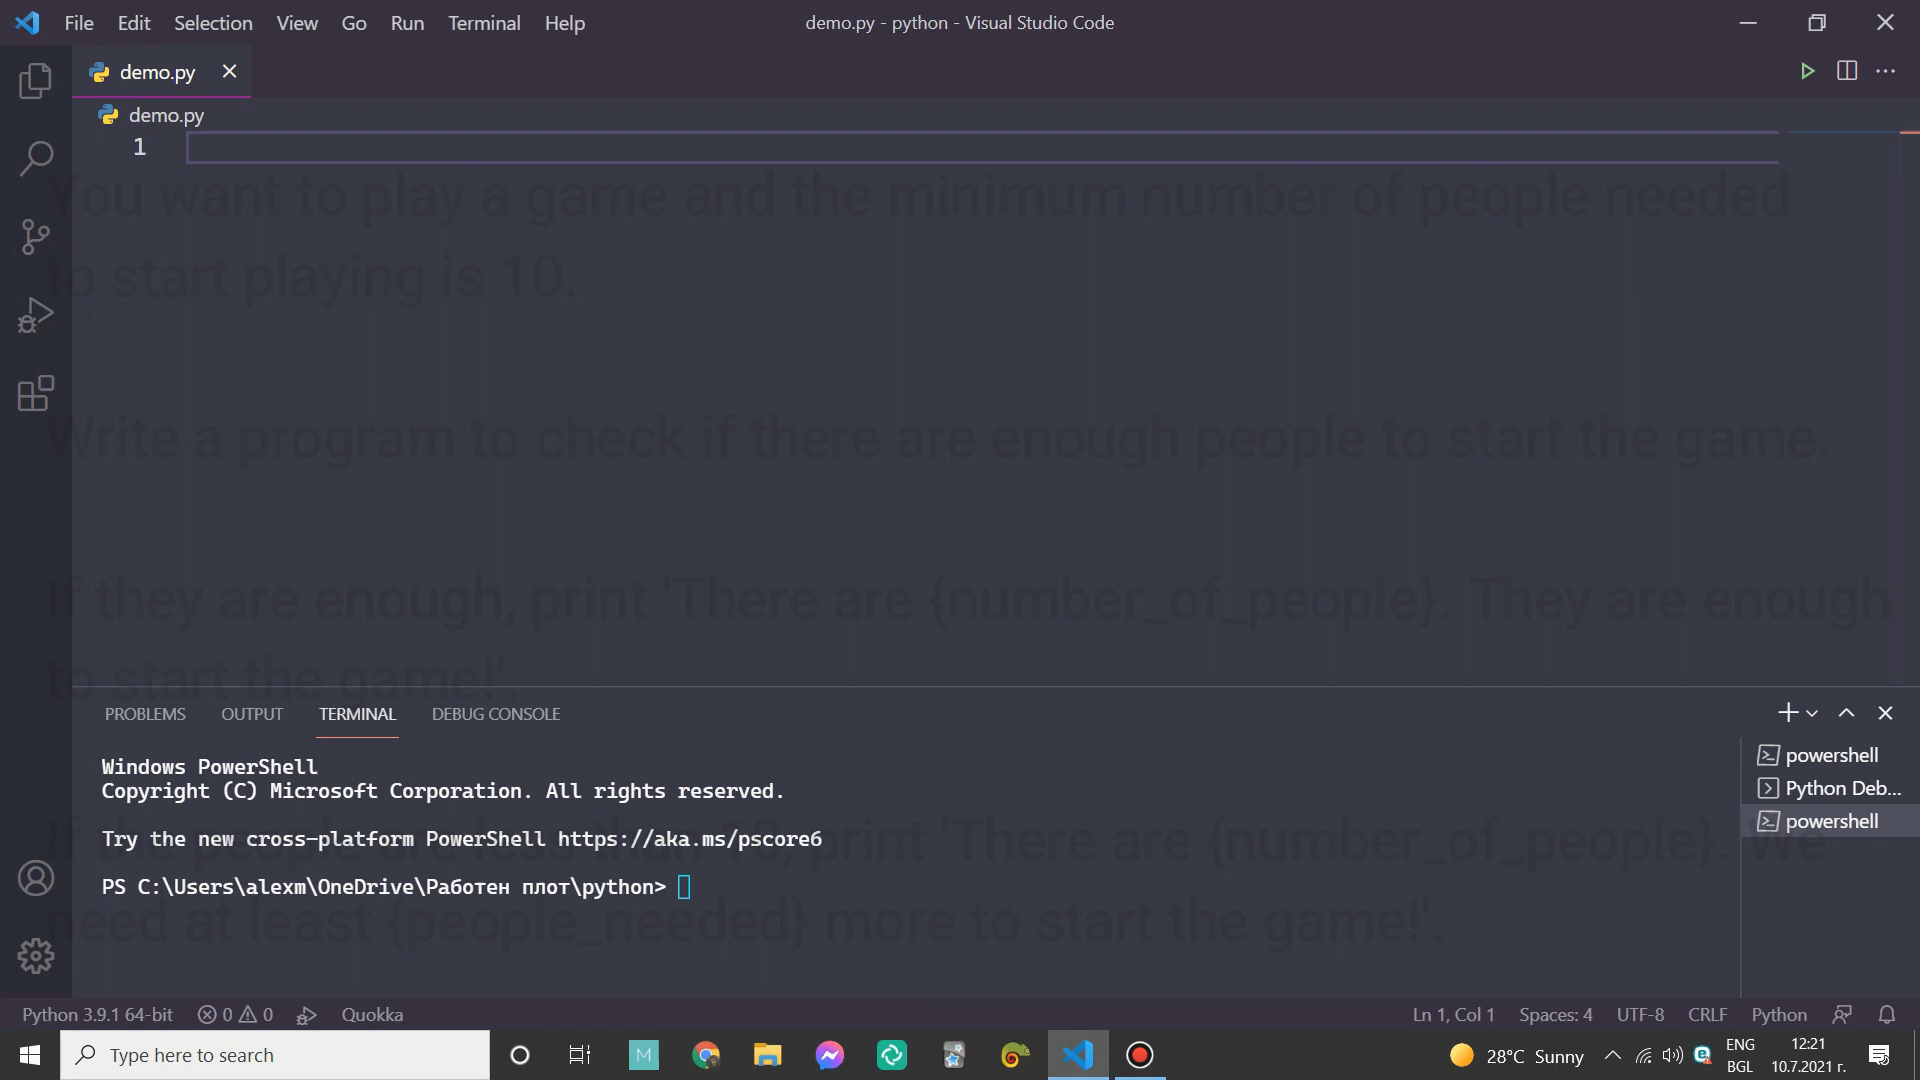 File Edit Selection View Go Run Terminal Help
demo.py - python - Visual Studio Code
demo.py
demo.py
1
You want to play a game and the minimum number of people needed
to start playing is 10.
Write a program to check if there are enough people to start the game.
If they are enough, print 'There are {number_of_people}. They are enough
to start the game!'.
PROBLEMS OUTPUT TERMINAL DEBUG CONSOLE
powershell
Python Deb...
powershell
Windows PowerShell
Copyright (C) Microsoft Corporation. All rights reserved.
Try the new cross-platform PowerShell https://aka.ms/pscore6
If the people are less than 10, print 'There are {number_of_people}. We
PS C:\Users\alexm\OneDrive\Работен плот\python>
need at least {people_needed} more to start the game!'.
Python 3.9.1 64-bit 0 0 Quokka Ln 1, Col 1 Spaces: 4 UTF-8 CRLF Python
Type here to search
M
28°C Sunny
ENG
BGL
12:21
10.7.2021 г.